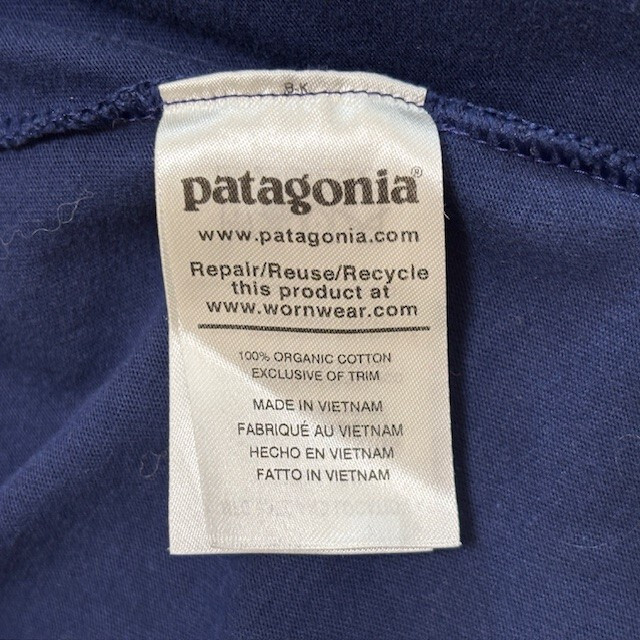 B-K
patagonia®
www.patagonia.com
Repair/Reuse/Recycle
this product at
www.wornwear.com
100% ORGANIC COTTON
EXCLUSIVE OF TRIM
MADE IN VIETNAM
FABRIQUÉ AU VIETNAM
HECHO EN VIETNAM
FATTO IN VIETNAM